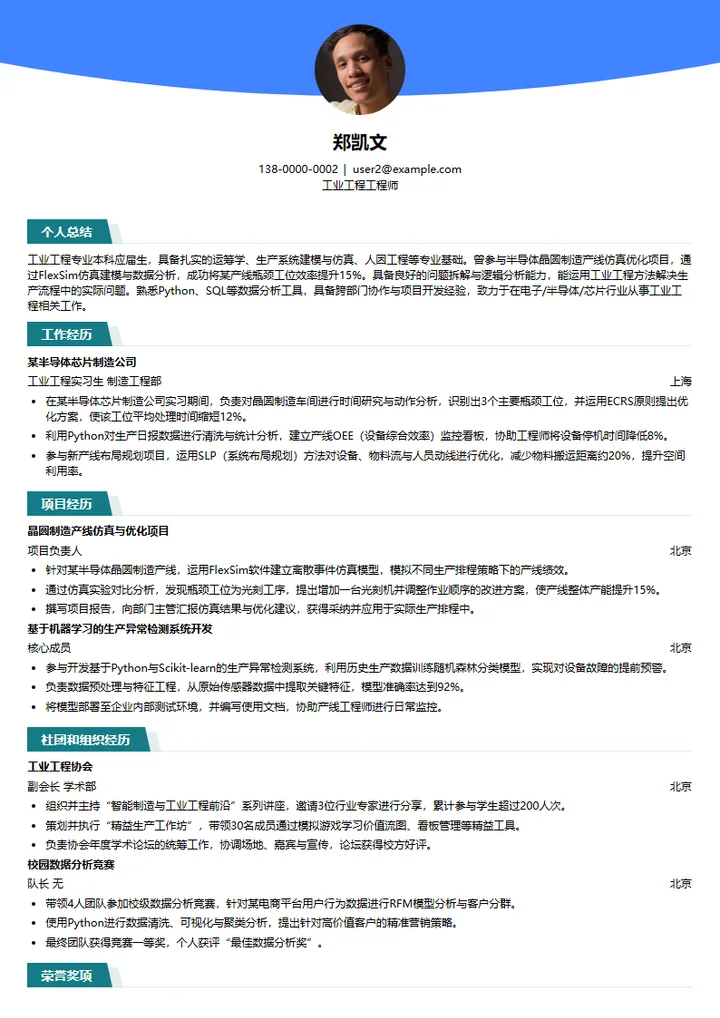 郑凯文
138-0000-0002 | user2@example.com
工业工程工程师
个人总结
工业工程专业本科应届生，具备扎实的运筹学、生产系统建模与仿真、人因工程等专业基础。曾参与半导体晶圆制造产线仿真优化项目，通
过FlexSim仿真建模与数据分析，成功将某产线瓶颈工位效率提升15%。具备良好的问题拆解与逻辑分析能力，能运用工业工程方法解决生
产流程中的实际问题。熟悉Python、SQL等数据分析工具，具备跨部门协作与项目开发经验，致力于在电子/半导体/芯片行业从事工业工
程相关工作。
工作经历
某半导体芯片制造公司
工业工程实习生 制造工程部 上海
• 在某半导体芯片制造公司实习期间，负责对晶圆制造车间进行时间研究与动作分析，识别出3个主要瓶颈工位，并运用ECRS原则提出优
化方案，使该工位平均处理时间缩短12%。
• 利用Python对生产日报数据进行清洗与统计分析，建立产线OEE（设备综合效率）监控看板，协助工程师将设备停机时间降低8%。
• 参与新产线布局规划项目，运用SLP（系统布局规划）方法对设备、物料流与人员动线进行优化，减少物料搬运距离约20%，提升空间
利用率。
项目经历
晶圆制造产线仿真与优化项目
项目负责人 北京
• 针对某半导体晶圆制造产线，运用FlexSim软件建立离散事件仿真模型，模拟不同生产排程策略下的产线绩效。
• 通过仿真实验对比分析，发现瓶颈工位为光刻工序，提出增加一台光刻机并调整作业顺序的改进方案，使产线整体产能提升15%。
• 撰写项目报告，向部门主管汇报仿真结果与优化建议，获得采纳并应用于实际生产排程中。
基于机器学习的生产异常检测系统开发
核心成员 北京
• 参与开发基于Python与Scikit-learn的生产异常检测系统，利用历史生产数据训练随机森林分类模型，实现对设备故障的提前预警。
• 负责数据预处理与特征工程，从原始传感器数据中提取关键特征，模型准确率达到92%。
• 将模型部署至企业内部测试环境，并编写使用文档，协助产线工程师进行日常监控。
社团和组织经历
工业工程协会
副会长 学术部 北京
• 组织并主持“智能制造与工业工程前沿”系列讲座，邀请3位行业专家进行分享，累计参与学生超过200人次。
• 策划并执行“精益生产工作坊”，带领30名成员通过模拟游戏学习价值流图、看板管理等精益工具。
• 负责协会年度学术论坛的统筹工作，协调场地、嘉宾与宣传，论坛获得校方好评。
校园数据分析竞赛
队长 无 北京
• 带领4人团队参加校级数据分析竞赛，针对某电商平台用户行为数据进行RFM模型分析与客户分群。
• 使用Python进行数据清洗、可视化与聚类分析，提出针对高价值客户的精准营销策略。
• 最终团队获得竞赛一等奖，个人获评“最佳数据分析奖”。
荣誉奖项